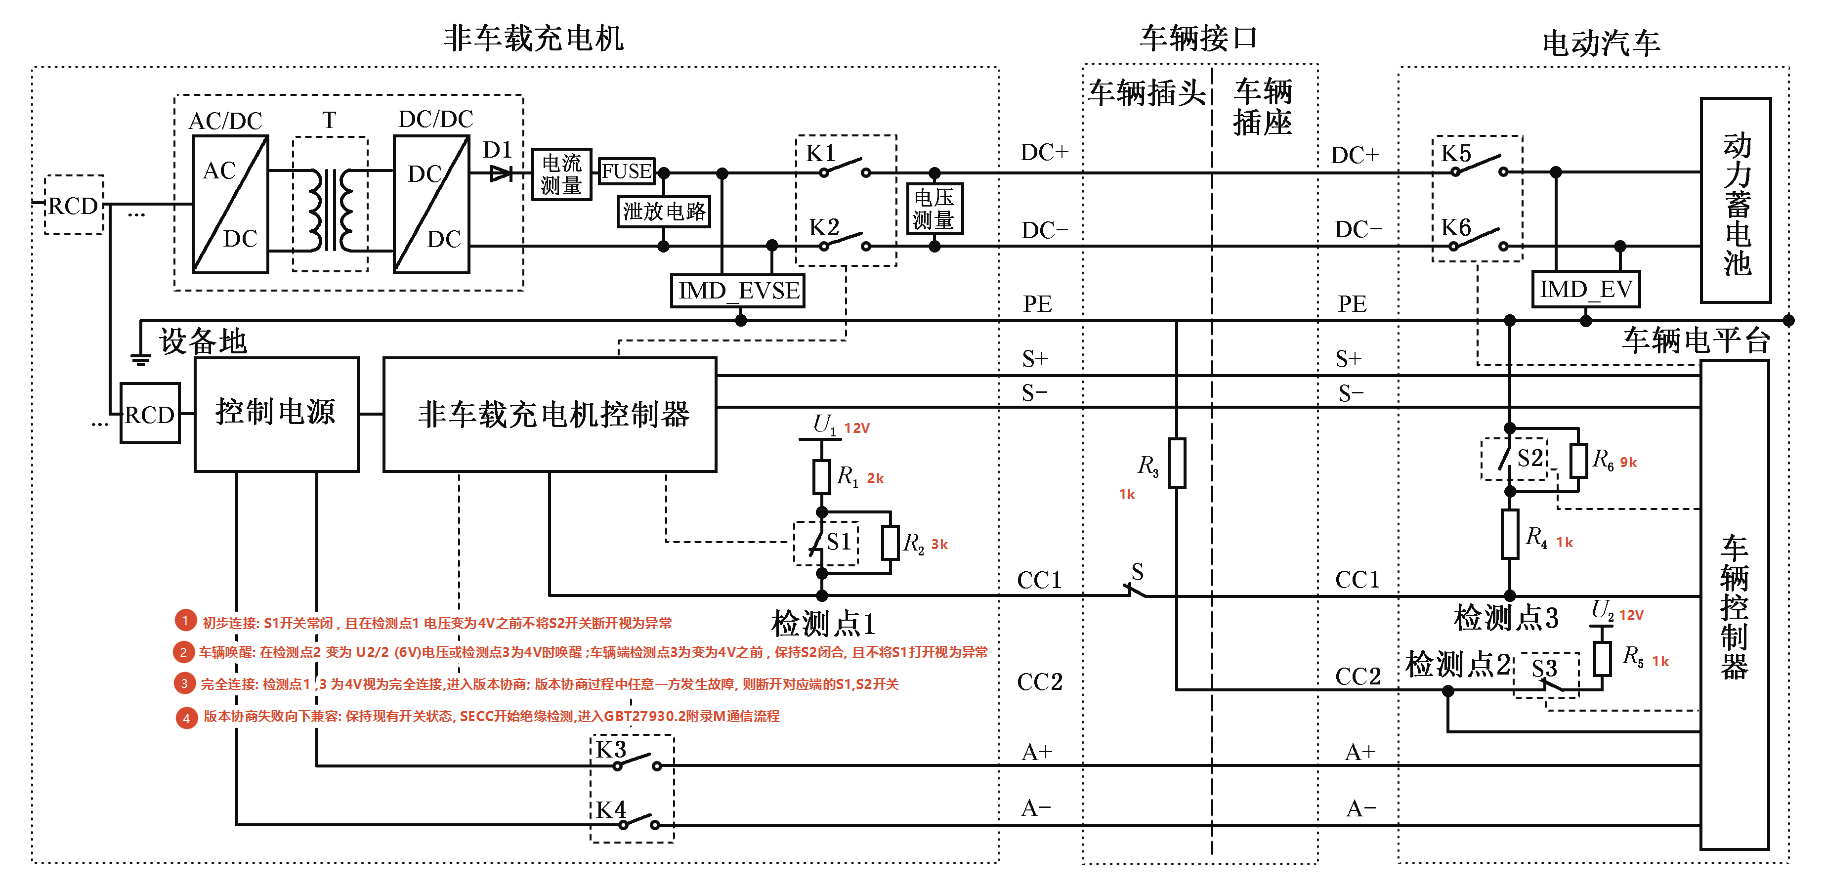 非车载充电机
车辆接口
电动汽车
车辆插头
车辆
插座
AC/DC
T
DC/DC
D1
电流
测量
FUSE
K1
DC+
DC+
K5
动力蓄电池
RCD
...
AC
DC
DC
DC
泄放电路
电压
测量
K2
DC-
DC-
K6
IMD_EVSE
IMD_EV
PE
PE
设备地
车辆电平台
S+
S+
S-
S-
...
RCD
控制电源
非车载充电机控制器
U1 12V
R1 2k
R3
1k
S2
R6 9k
S1
R2 3k
R4 1k
车辆控制器
CC1
S
CC1
检测点1
检测点3
U2 12V
1 初步连接: S1开关常闭 , 且在检测点1 电压变为4V之前不将S2开关断开视为异常
2 车辆唤醒: 在检测点2 变为 U2/2 (6V)电压或检测点3为4V时唤醒 ;车辆端检测点3为变为4V之前 , 保持S2闭合, 且不将S1打开视为异常
检测点2
S3
R5 1k
3 完全连接: 检测点1 ,3 为4V视为完全连接,进入版本协商; 版本协商过程中任意一方发生故障, 则断开对应端的S1,S2开关
CC2
CC2
4 版本协商失败向下兼容: 保持现有开关状态, SECC开始绝缘检测,进入GBT27930.2附录M通信流程
K3
A+
A+
K4
A-
A-